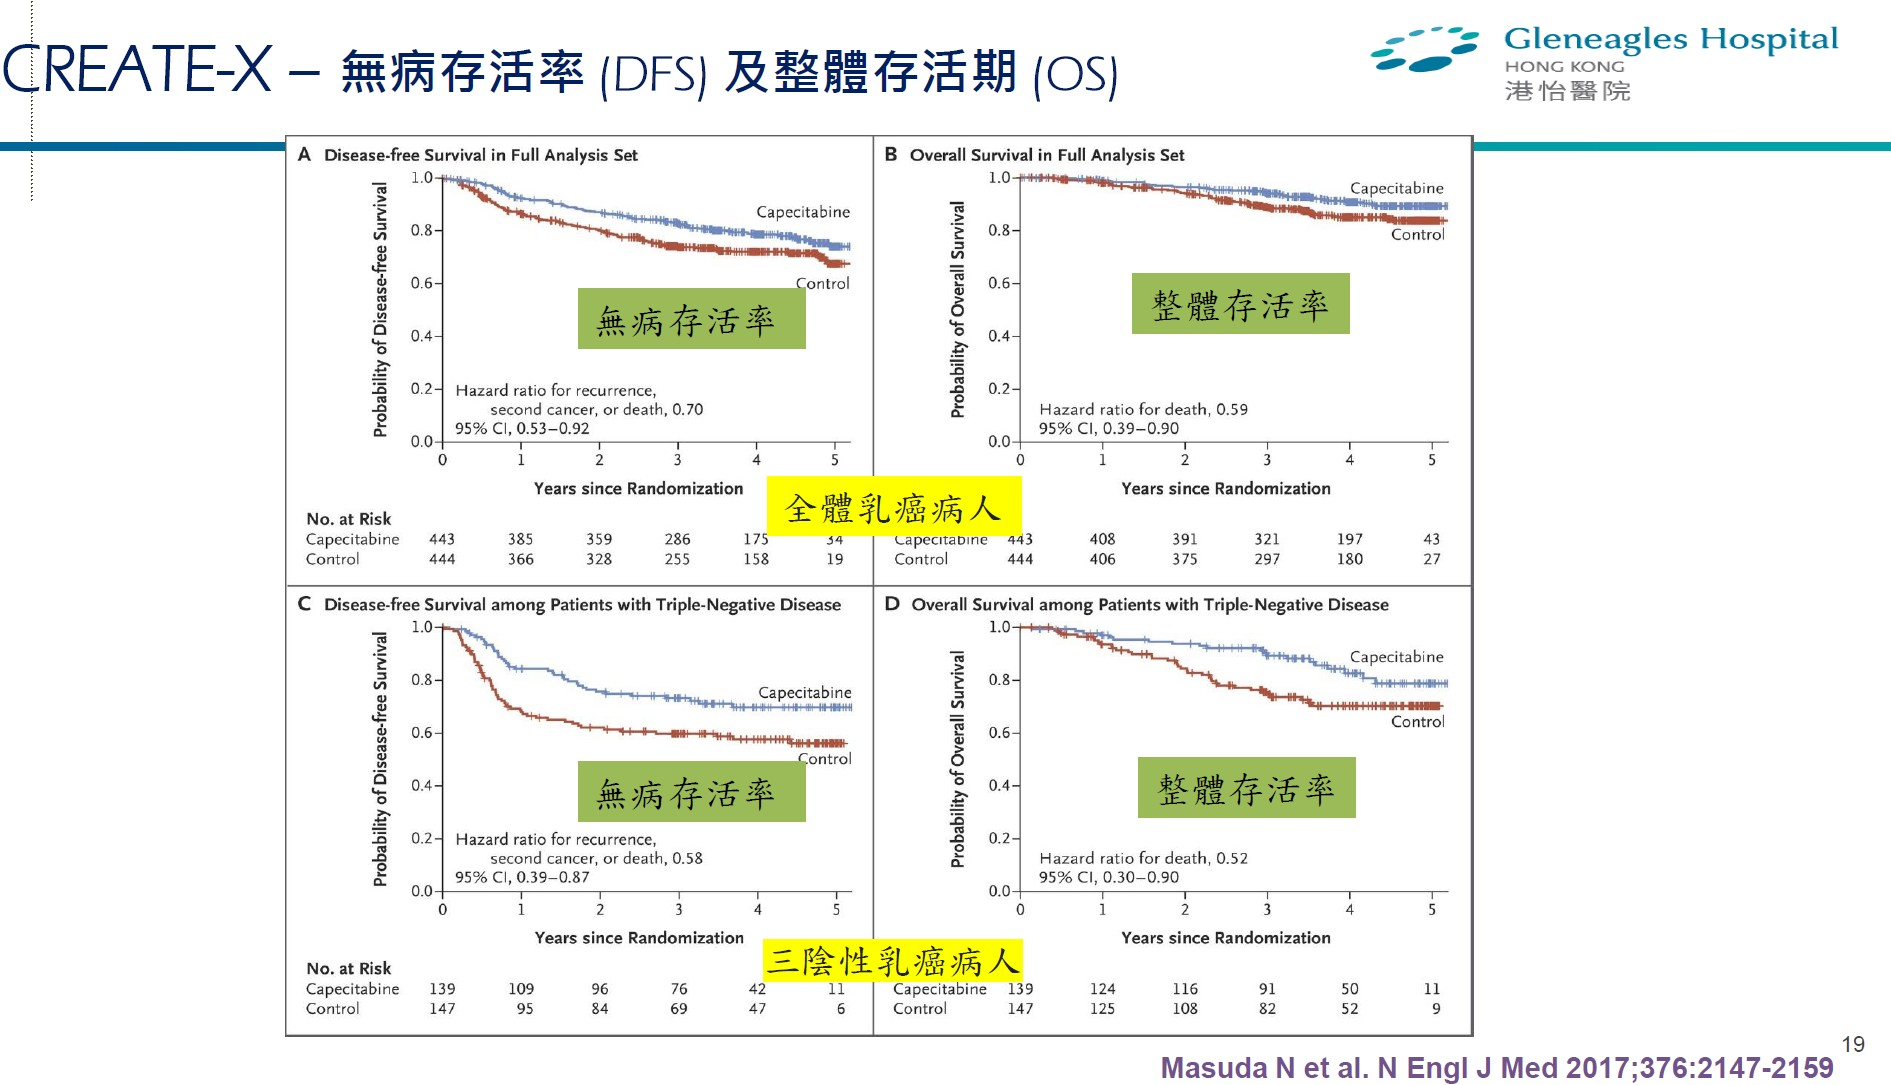 CREATE-X – 無病存活率 (DFS) 及整體存活期 (OS)
Gleneagles Hospital
HONG KONG
港怡醫院
A Disease-free Survival in Full Analysis Set
Probability of Disease-free Survival
1.0
0.8
0.6
0.4
0.2
0.0
Capecitabine
Control
無病存活率
Hazard ratio for recurrence,
second cancer, or death, 0.70
95% CI, 0.53–0.92
0 1 2 3 4 5
Years since Randomization
No. at Risk
Capecitabine 443 385 359 286 175 34
Control 444 366 328 255 158 19
B Overall Survival in Full Analysis Set
Probability of Overall Survival
1.0
0.8
0.6
0.4
0.2
0.0
Capecitabine
Control
整體存活率
Hazard ratio for death, 0.59
95% CI, 0.39–0.90
0 1 2 3 4 5
Years since Randomization
Capecitabine 443 408 391 321 197 43
Control 444 406 375 297 180 27
全體乳癌病人
C Disease-free Survival among Patients with Triple-Negative Disease
Probability of Disease-free Survival
1.0
0.8
0.6
0.4
0.2
0.0
Capecitabine
Control
無病存活率
Hazard ratio for recurrence,
second cancer, or death, 0.58
95% CI, 0.39–0.87
0 1 2 3 4 5
Years since Randomization
No. at Risk
Capecitabine 139 109 96 76 42 11
Control 147 95 84 69 47 6
D Overall Survival among Patients with Triple-Negative Disease
Probability of Overall Survival
1.0
0.8
0.6
0.4
0.2
0.0
Capecitabine
Control
整體存活率
Hazard ratio for death, 0.52
95% CI, 0.30–0.90
0 1 2 3 4 5
Years since Randomization
Capecitabine 139 124 116 91 50 11
Control 147 125 108 82 52 9
三陰性乳癌病人
19
Masuda N et al. N Engl J Med 2017;376:2147-2159